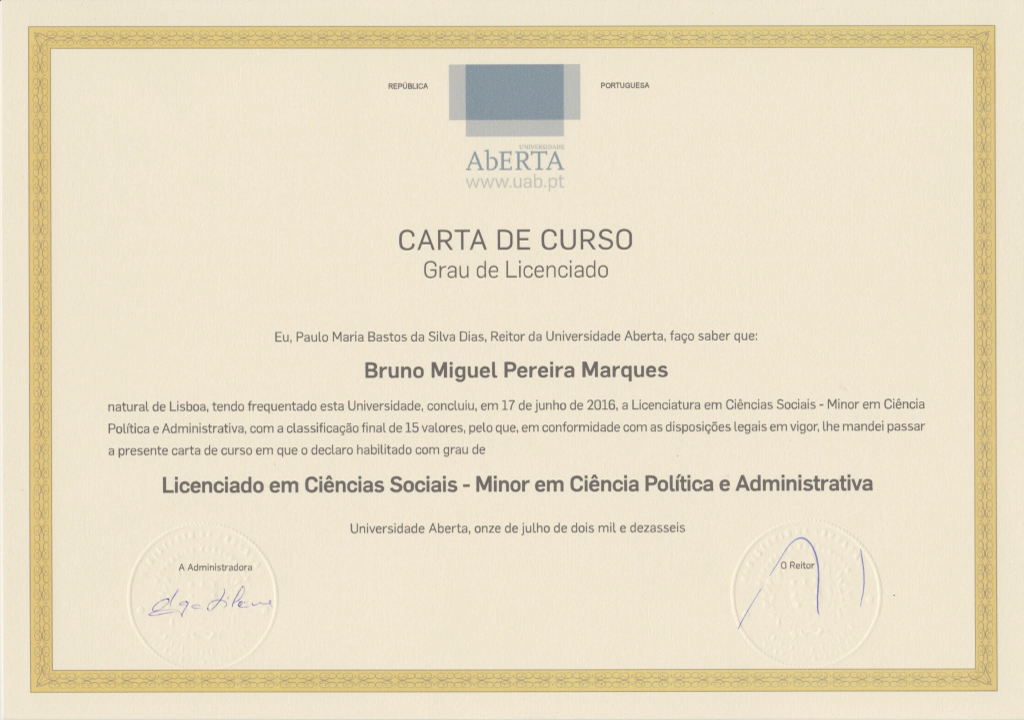 REPÚBLICA PORTUGUESA
UNIVERSIDADE
AbERTA
www.uab.pt
CARTA DE CURSO
Grau de Licenciado
Eu, Paulo Maria Bastos da Silva Dias, Reitor da Universidade Aberta, faço saber que:
Bruno Miguel Pereira Marques
natural de Lisboa, tendo frequentado esta Universidade, concluiu, em 17 de junho de 2016, a Licenciatura em Ciências Sociais - Minor em Ciência
Política e Administrativa, com a classificação final de 15 valores, pelo que, em conformidade com as disposições legais em vigor, lhe mandei passar
a presente carta de curso em que o declaro habilitado com grau de
Licenciado em Ciências Sociais - Minor em Ciência Política e Administrativa
Universidade Aberta, onze de julho de dois mil e dezasseis
A Administradora
O Reitor